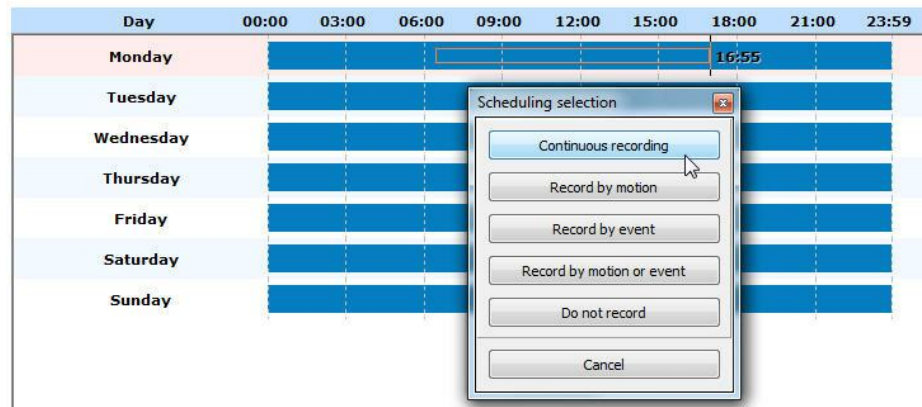 Day 00:00 03:00 06:00 09:00 12:00 15:00 18:00 21:00 23:59
Monday 16:55
Tuesday
Scheduling selection
Wednesday
Continuous recording
Thursday
Record by motion
Friday
Record by event
Saturday
Record by motion or event
Sunday
Do not record
Cancel